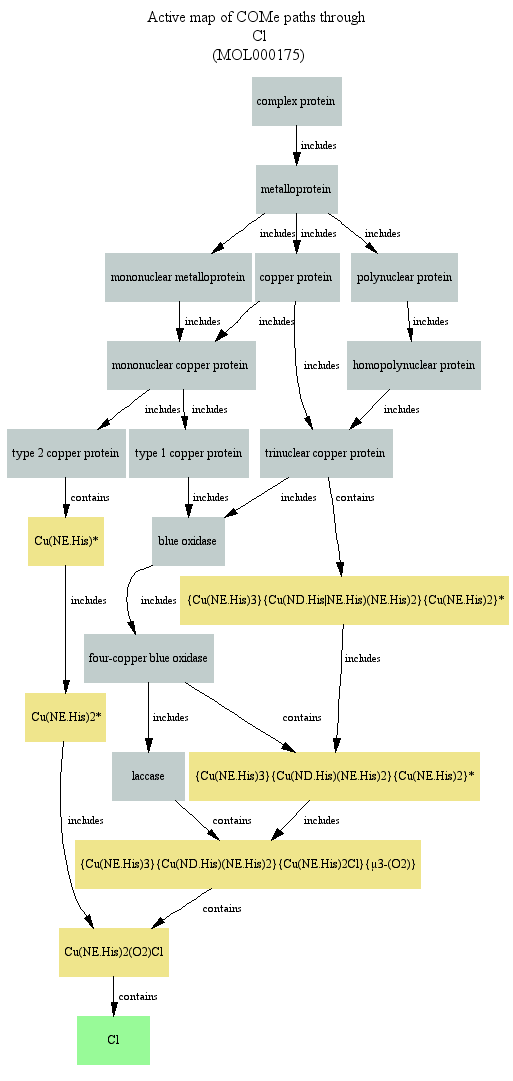 Active map of COMe paths through
Cl
(MOL000175)
complex protein
includes
metalloprotein
includes
includes
includes
mononuclear metalloprotein
copper protein
polynuclear protein
includes
includes
includes
mononuclear copper protein
includes
homopolynuclear protein
includes
includes
includes
type 2 copper protein
type 1 copper protein
trinuclear copper protein
contains
includes
includes
contains
Cu(NE.His)*
blue oxidase
includes
includes
{Cu(NE.His)3}{Cu(ND.His|NE.His)(NE.His)2}{Cu(NE.His)2}*
four-copper blue oxidase
includes
Cu(NE.His)2*
includes
contains
laccase
{Cu(NE.His)3}{Cu(ND.His)(NE.His)2}{Cu(NE.His)2}*
includes
contains
includes
{Cu(NE.His)3}{Cu(ND.His)(NE.His)2}{Cu(NE.His)2Cl}{µ3-(O2)}
contains
Cu(NE.His)2(O2)Cl
contains
Cl